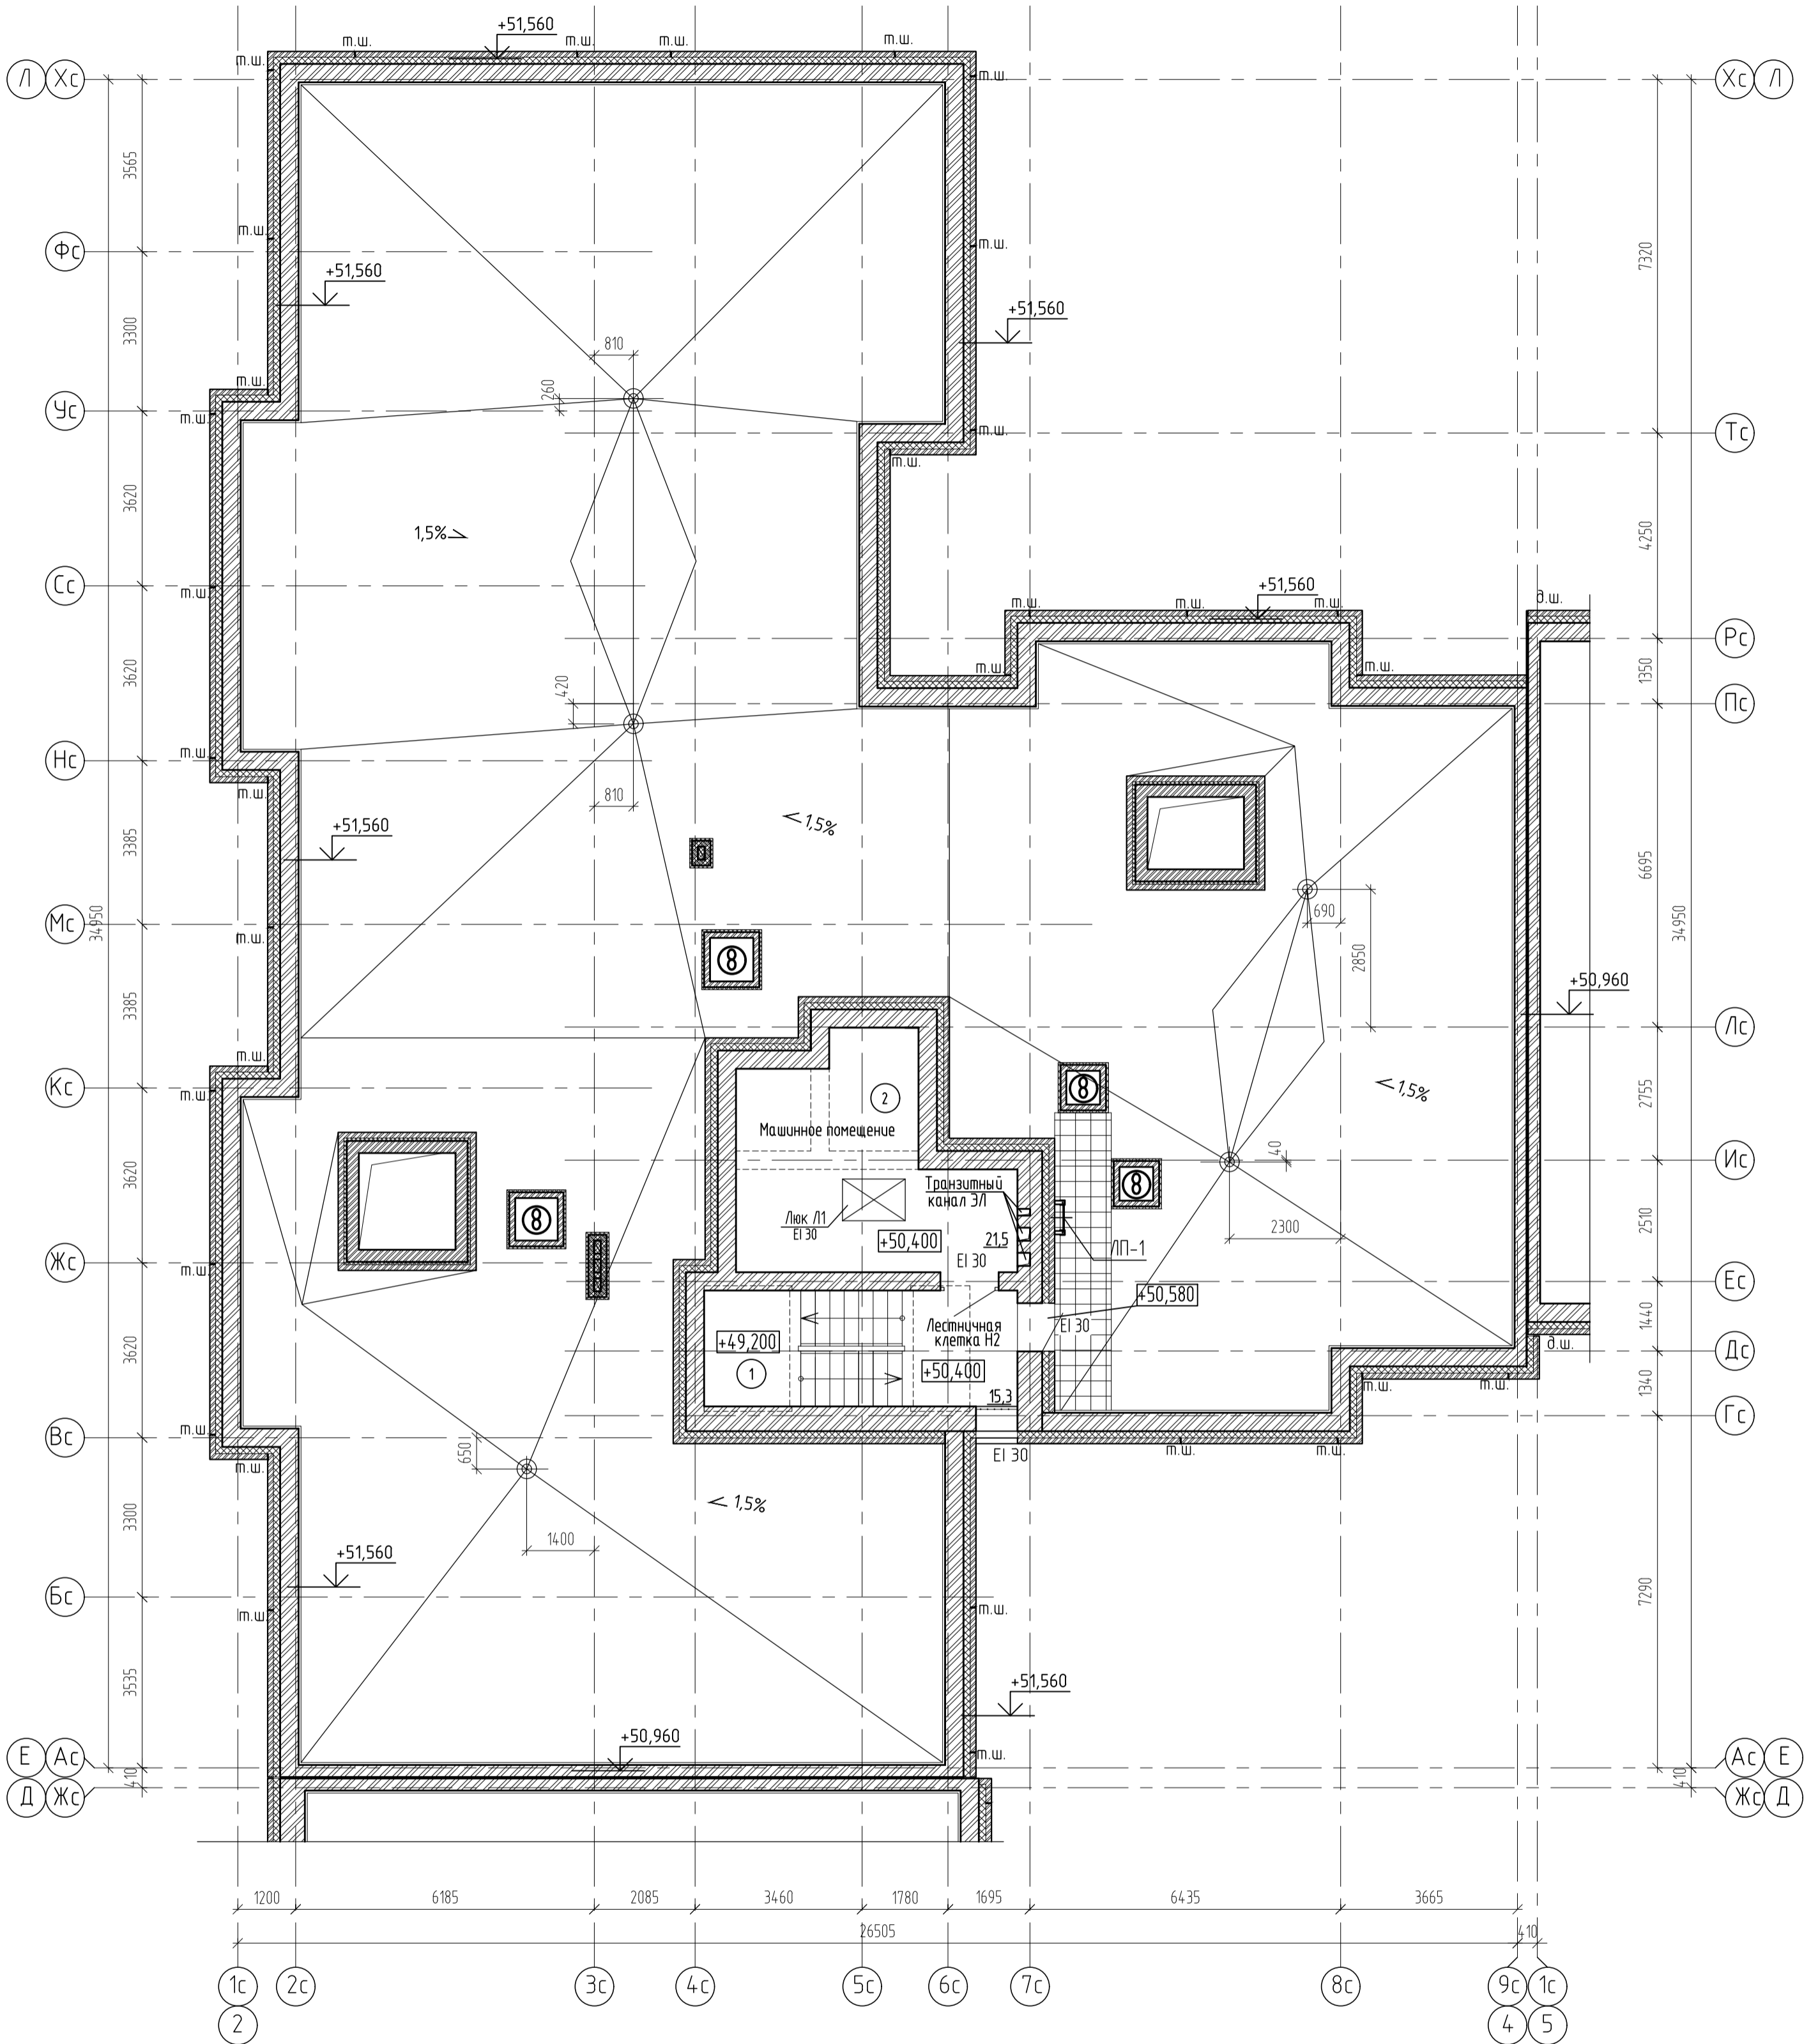 +51,560
т.ш.
т.ш.
т.ш.
т.ш.
т.ш.
т.ш.
Л
Хс
Хс
Л
3565
7320
т.ш.
т.ш.
Фс
+51,560
+51,560
3300
810
260
т.ш.
Ус
т.ш.
т.ш.
Тс
т.ш.
3620
1,5%
4250
Сс
т.ш.
+51,560
т.ш.
т.ш.
т.ш.
д.ш.
Рс
3620
420
т.ш.
т.ш.
1350
Пс
Нс
т.ш.
т.ш.
810
1,5%
+51,560
3385
6695
34950
34950
Мс
т.ш.
690
2850
8
+50,960
3385
Лс
т.ш.
Кс
т.ш.
8
1,5%
2
2755
Машинное помещение
40
Ис
3620
Транзитный
канал ЭЛ
8
Люк Л1
EI 30
+50,400
21,5
EI 30
ЛП-1
2300
2510
8
Жс
т.ш.
Ес
+50,580
EI 30
1440
Лестничная
клетка Н2
+49,200
+50,400
1
3620
д.ш.
Дс
15,3
т.ш.
т.ш.
1340
Гс
Вс
т.ш.
650
т.ш.
EI 30
т.ш.
т.ш.
1,5%
3300
1400
+51,560
Бс
т.ш.
т.ш.
7290
3535
+51,560
+50,960
т.ш.
Е
Ас
Ас
Е
410
410
Д
Жс
Жс
Д
1200
6185
2085
3460
1780
1695
6435
3665
26505
410
1с
2с
3с
4с
5с
6с
7с
8с
9с
1с
2
4
5